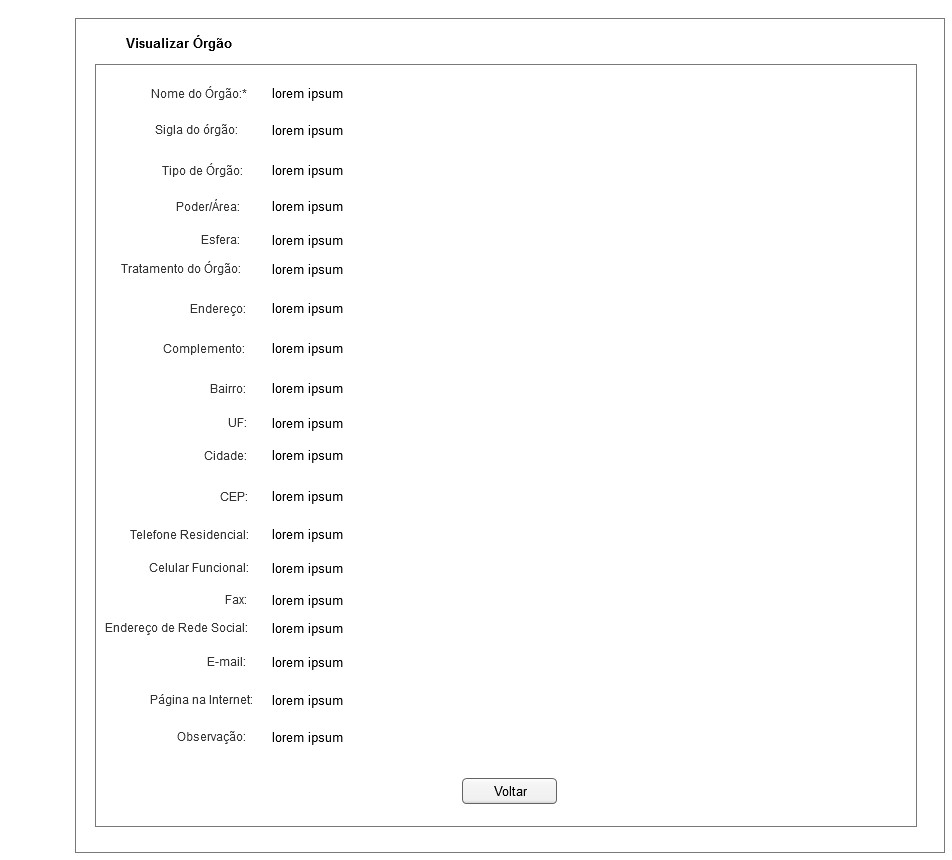 Visualizar Órgão
Nome do Órgão:* lorem ipsum
Sigla do órgão: lorem ipsum
Tipo de Órgão: lorem ipsum
Poder/Área: lorem ipsum
Esfera: lorem ipsum
Tratamento do Órgão: lorem ipsum
Endereço: lorem ipsum
Complemento: lorem ipsum
Bairro: lorem ipsum
UF: lorem ipsum
Cidade: lorem ipsum
CEP: lorem ipsum
Telefone Residencial: lorem ipsum
Celular Funcional: lorem ipsum
Fax: lorem ipsum
Endereço de Rede Social: lorem ipsum
E-mail: lorem ipsum
Página na Internet: lorem ipsum
Observação: lorem ipsum
Voltar